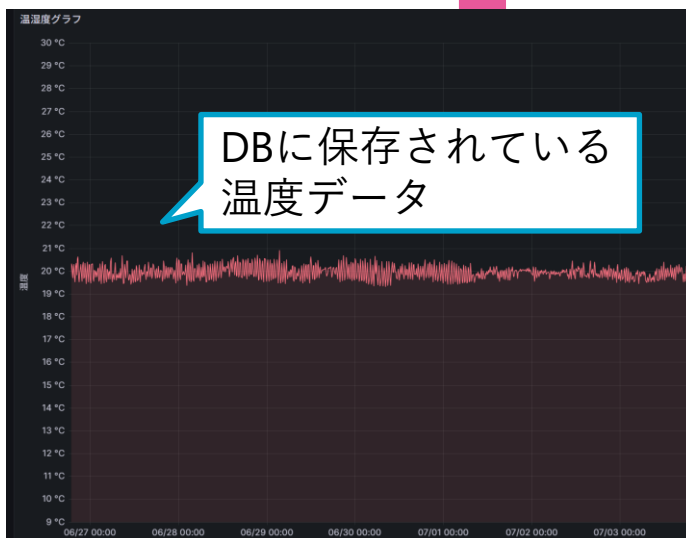 温湿度グラフ
30 °C
29 °C
28 °C
27 °C
26 °C
25 °C
24 °C
23 °C
22 °C
21 °C
20 °C
19 °C
18 °C
17 °C
16 °C
15 °C
14 °C
13 °C
12 °C
11 °C
10 °C
9 °C
温度
DBに保存されている
温度データ
06/27 00:00 06/28 00:00 06/29 00:00 06/30 00:00 07/01 00:00 07/02 00:00 07/03 00:00